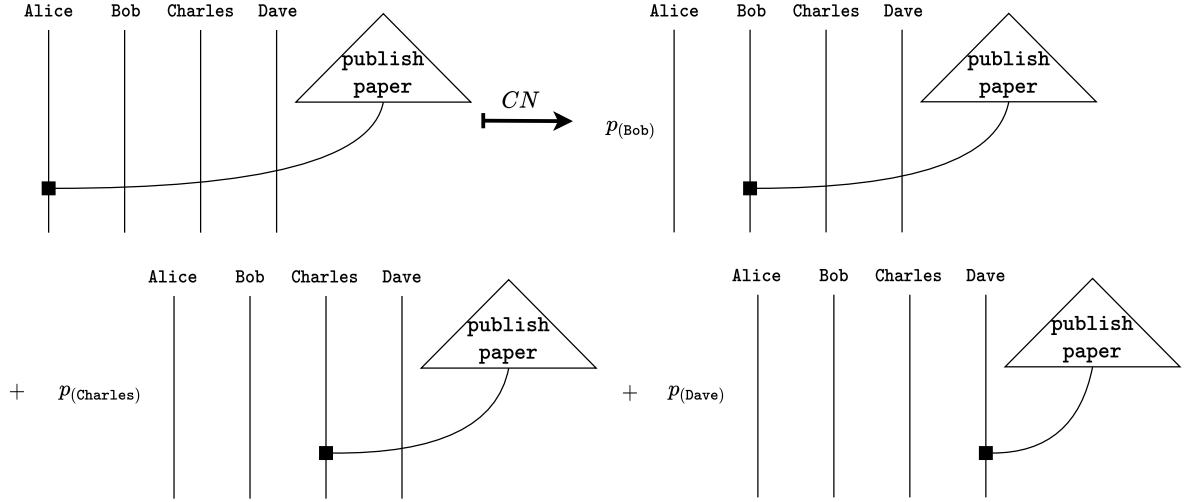 Alice Bob Charles Dave
publish
paper
CN
Alice Bob Charles Dave
publish
paper
p(Bob)
Alice Bob Charles Dave
publish
paper
+ p(Charles)
Alice Bob Charles Dave
publish
paper
+ p(Dave)